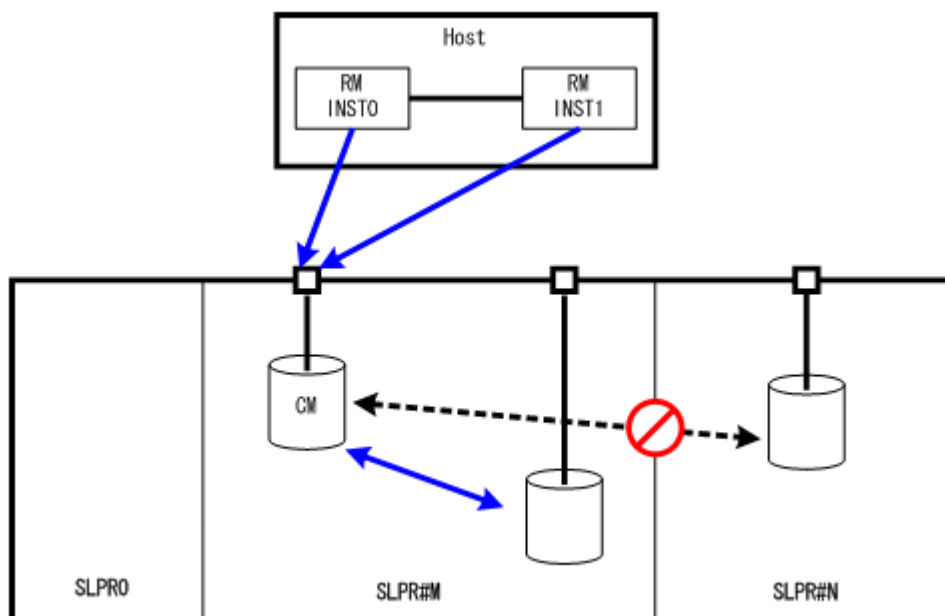 Host
RM
INST0
RM
INST1
CM
SLPR0
SLPR#M
SLPR#N